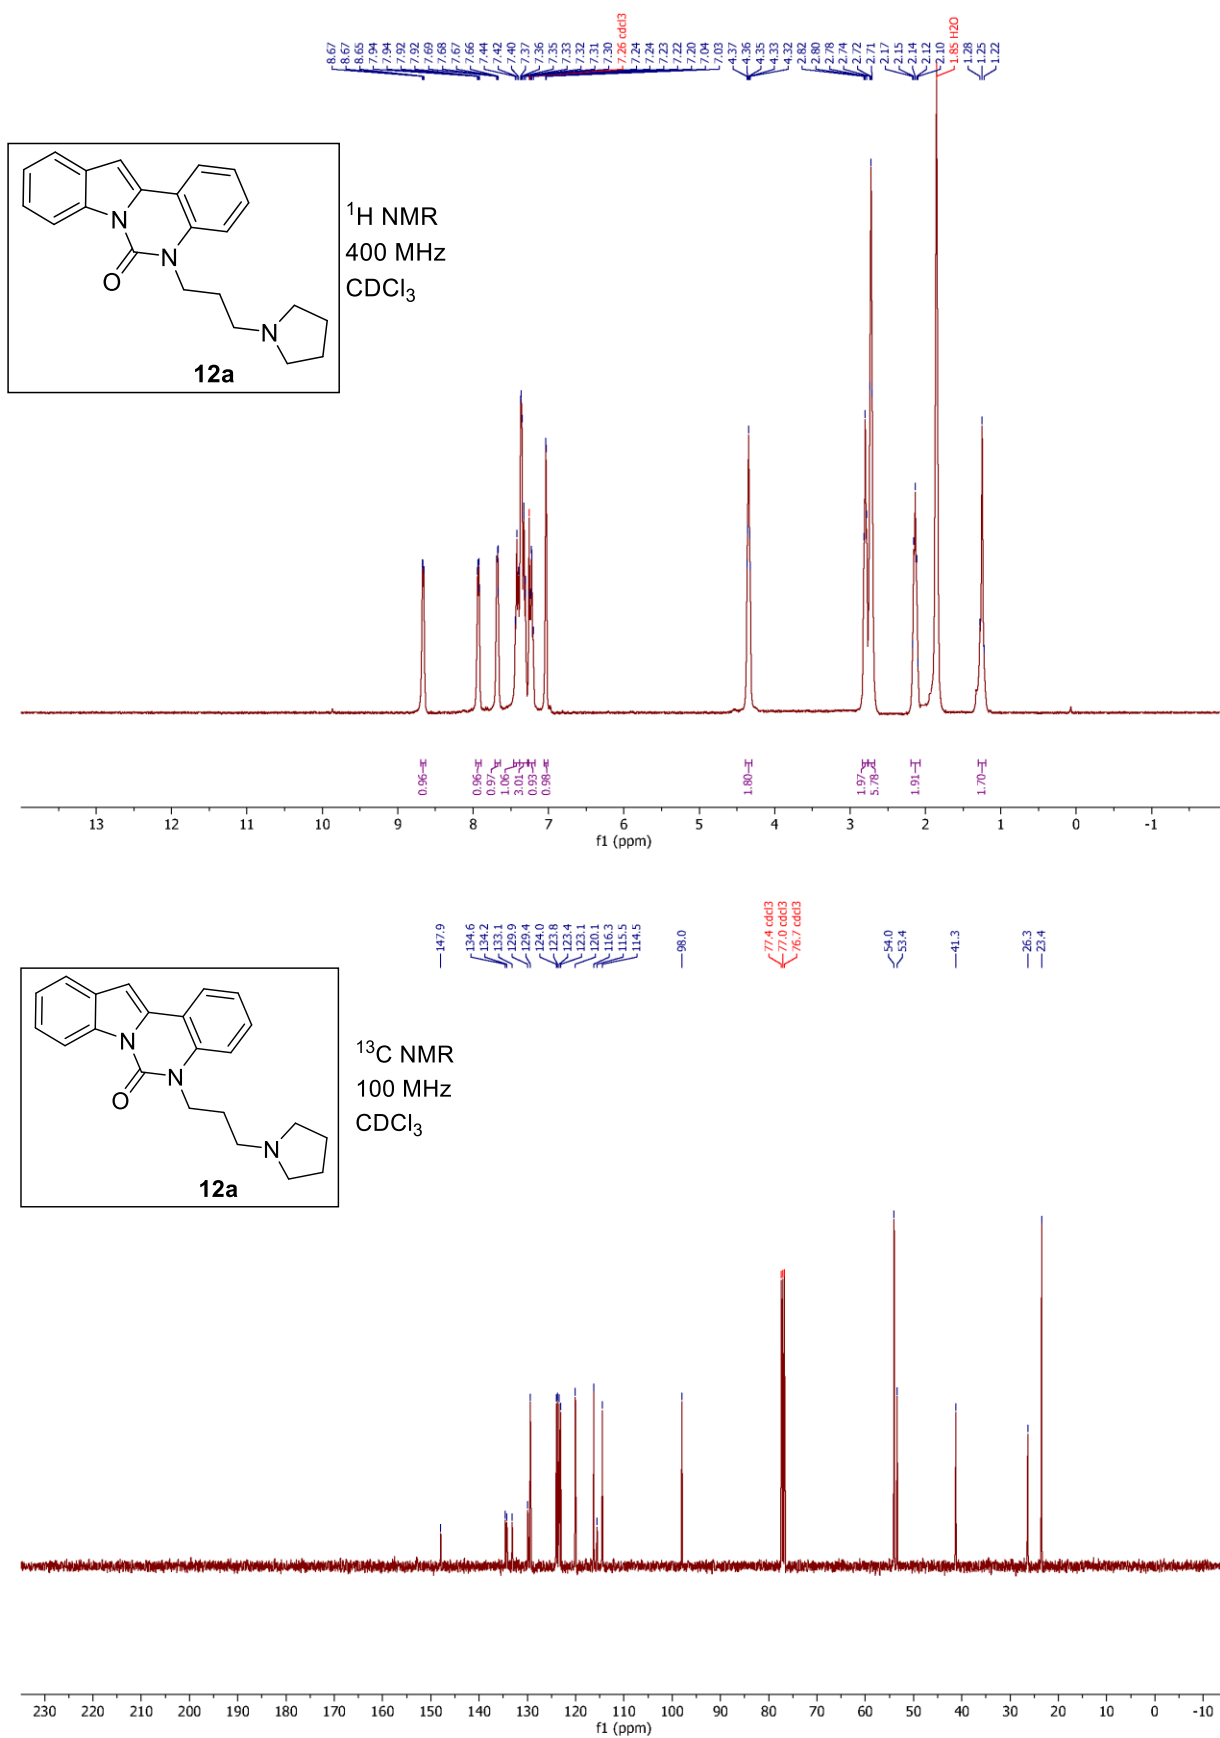 8.67 8.67 8.65 7.94 7.94 7.92 7.92 7.69 7.68 7.67 7.66 7.44 7.42 7.40 7.37 7.36 7.35 7.33 7.32 7.31 7.30 7.26 cdcl3 7.24 7.24 7.23 7.22 7.20 7.04 7.03 4.37 4.36 4.35 4.33 4.32 2.82 2.80 2.78 2.74 2.72 2.71 2.17 2.15 2.14 2.12 2.10 1.85 H2O 1.28 1.25 1.22
N
O
N
N
12a
¹H NMR
400 MHz
CDCl₃
0.96 0.96 0.97 1.06 3.01 0.93 0.98 1.80 1.97 5.78 1.91 1.70
13 12 11 10 9 8 7 6 5 4 3 2 1 0 -1
f1 (ppm)
147.9 134.6 134.2 133.1 129.9 129.4 124.0 123.8 123.4 123.1 120.1 116.3 115.5 114.5 98.0 77.4 cdcl3 77.0 cdcl3 76.7 cdcl3 54.0 53.4 41.3 26.3 23.4
N
O
N
N
12a
¹³C NMR
100 MHz
CDCl₃
230 220 210 200 190 180 170 160 150 140 130 120 110 100 90 80 70 60 50 40 30 20 10 0 -10
f1 (ppm)